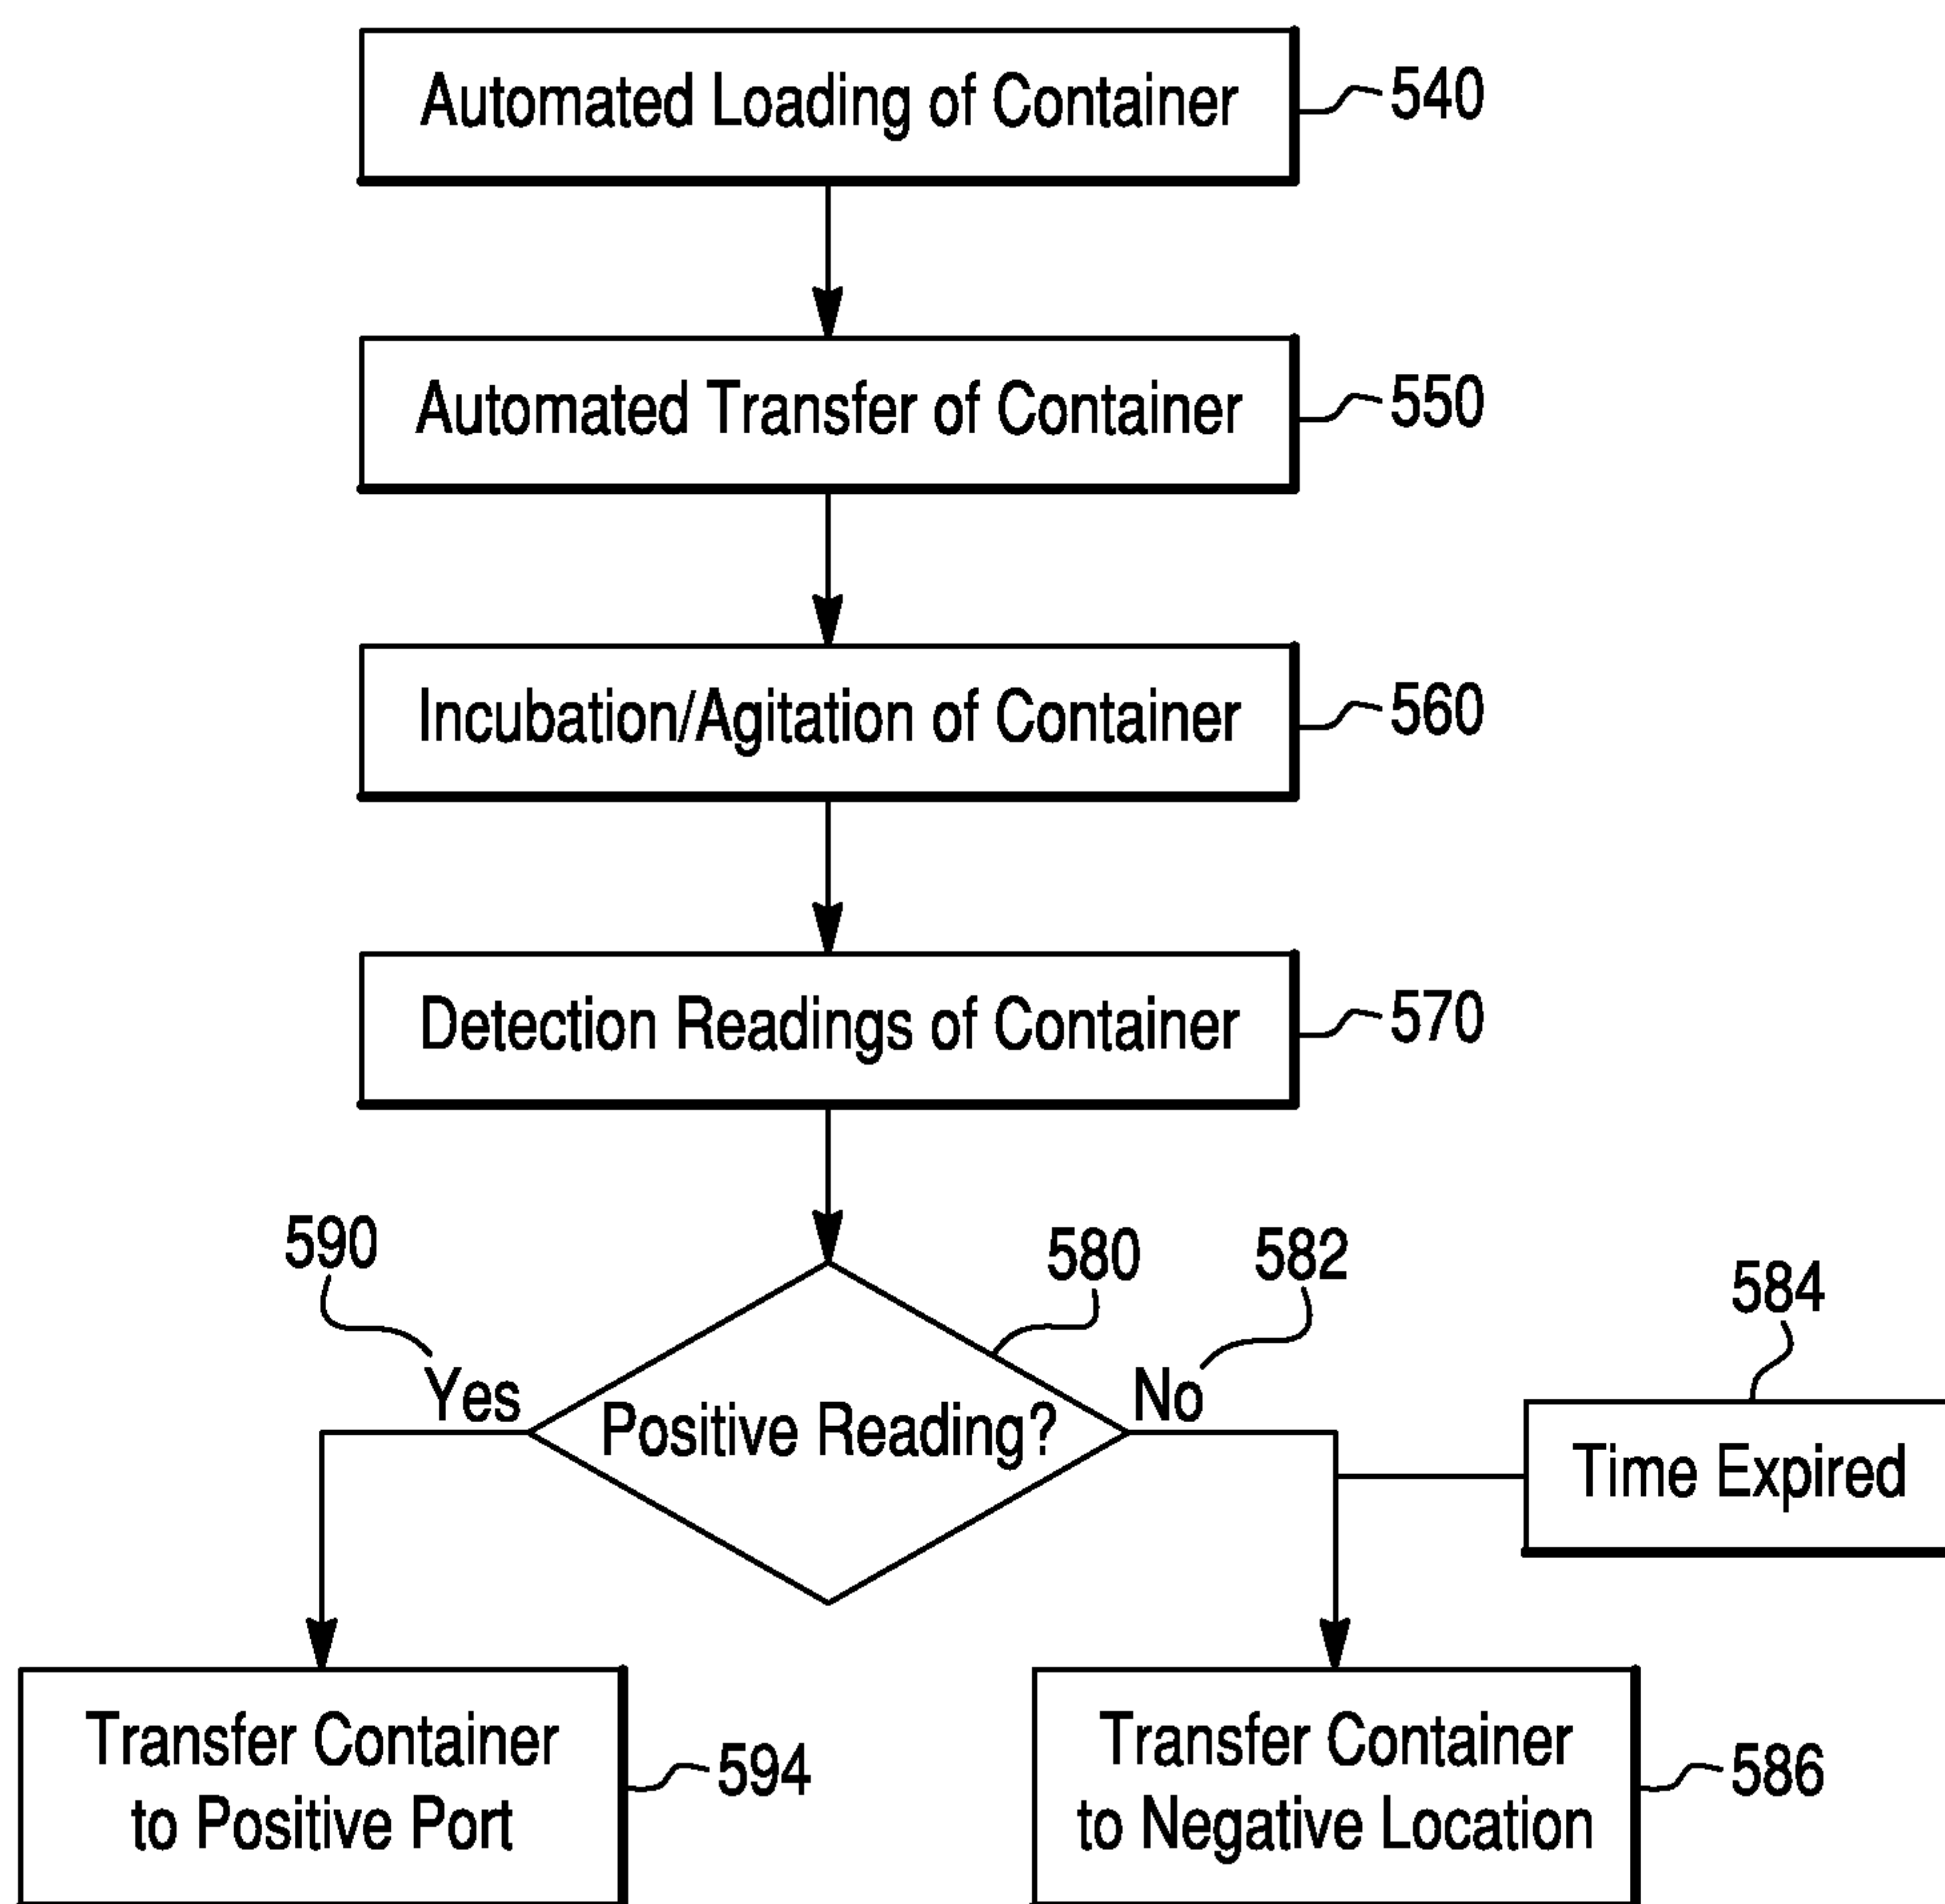 Automated Loading of Container
540
Automated Transfer of Container
550
Incubation/Agitation of Container
560
Detection Readings of Container
570
590
580
582
584
Yes
Positive Reading?
No
Time Expired
Transfer Container
to Positive Port
594
Transfer Container
to Negative Location
586